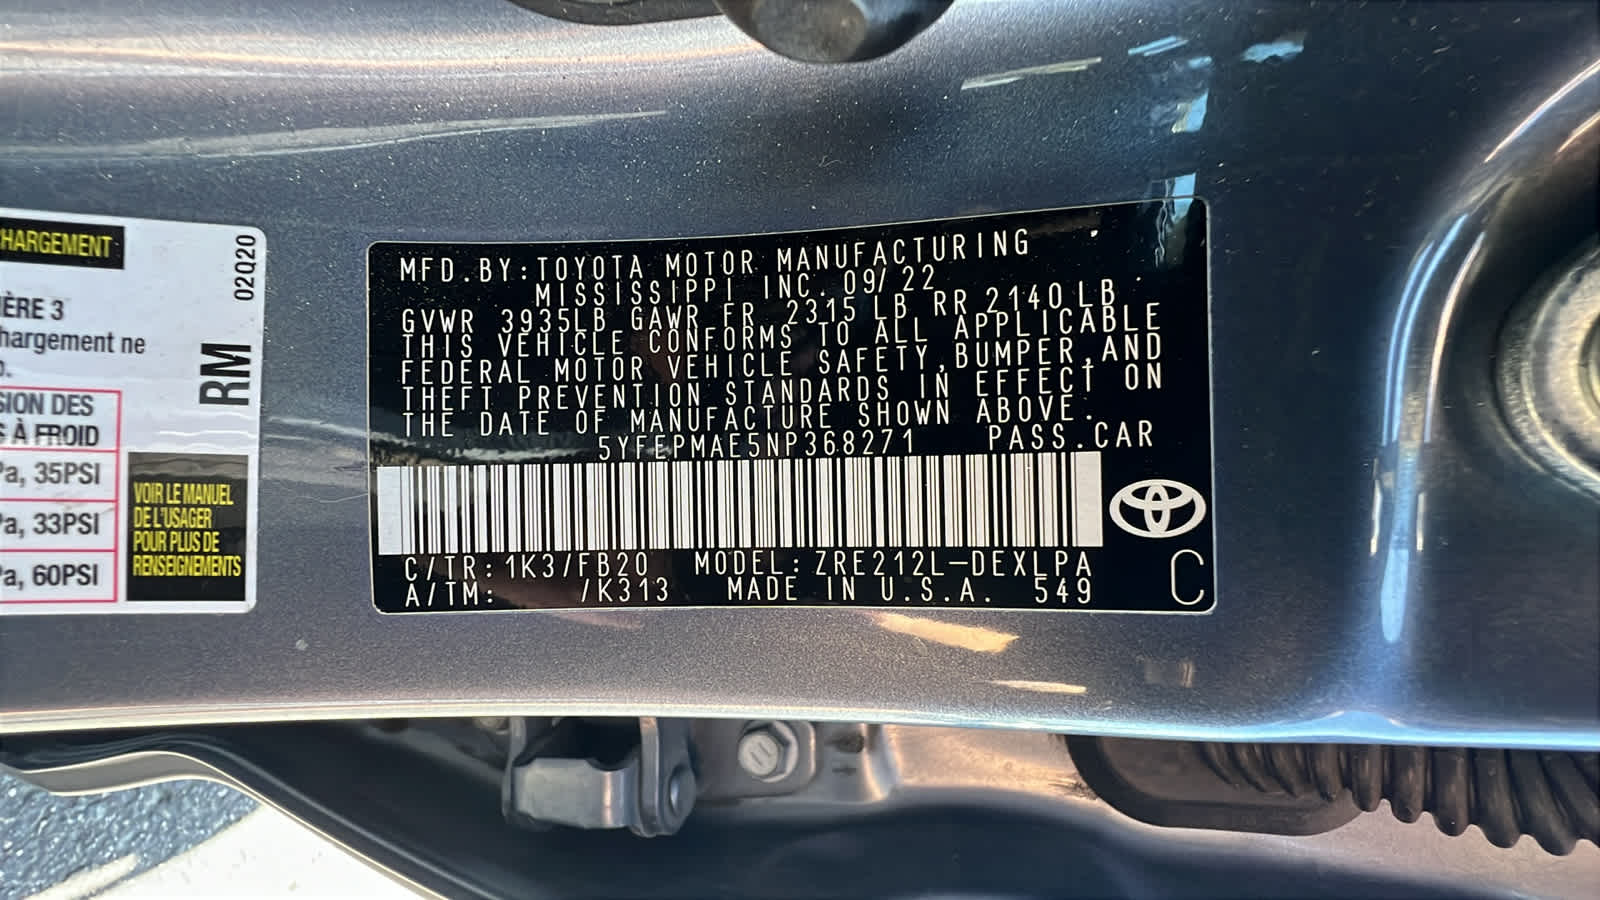 CHARGEMENT
IÈRE 3
chargement ne
SION DES
S À FROID
Pa, 35PSI
Pa, 33PSI
Pa, 60PSI
02Q20
RM
VOIR LE MANUEL
DE L'USAGER
POUR PLUS DE
RENSEIGNEMENTS
MFD.BY:TOYOTA MOTOR MANUFACTURING
MISSISSIPPI INC. 09/22
GVWR 3935LB GAWR FR 2315 LB RR 2140 LB
THIS VEHICLE CONFORMS TO ALL APPLICABLE
FEDERAL MOTOR VEHICLE SAFETY,BUMPER,AND
THEFT PREVENTION STANDARDS IN EFFECT ON
THE DATE OF MANUFACTURE SHOWN ABOVE.
5YFEPMAE5NP368271 PASS.CAR
C/TR:1K3/FB20 MODEL:ZRE212L-DEXLPA
A/TM: /K313 MADE IN U.S.A. 549
C